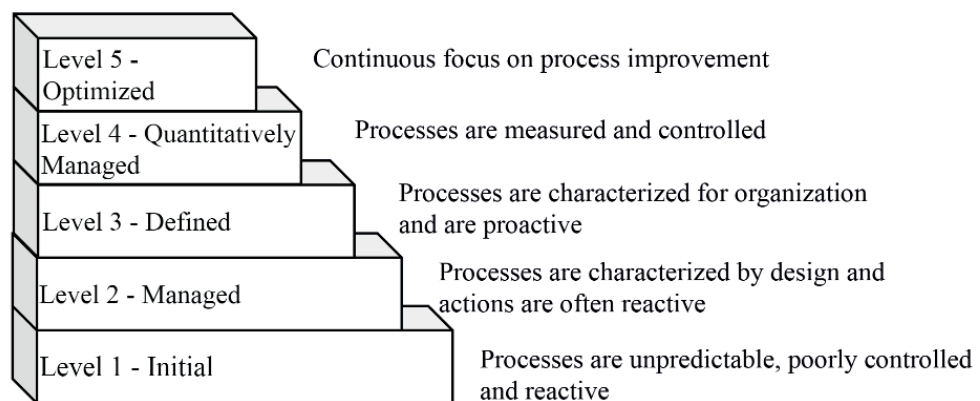 Level 5 -
Optimized
Continuous focus on process improvement
Level 4 - Quantitatively
Managed
Processes are measured and controlled
Level 3 - Defined
Processes are characterized for organization
and are proactive
Level 2 - Managed
Processes are characterized by design and
actions are often reactive
Level 1 - Initial
Processes are unpredictable, poorly controlled
and reactive